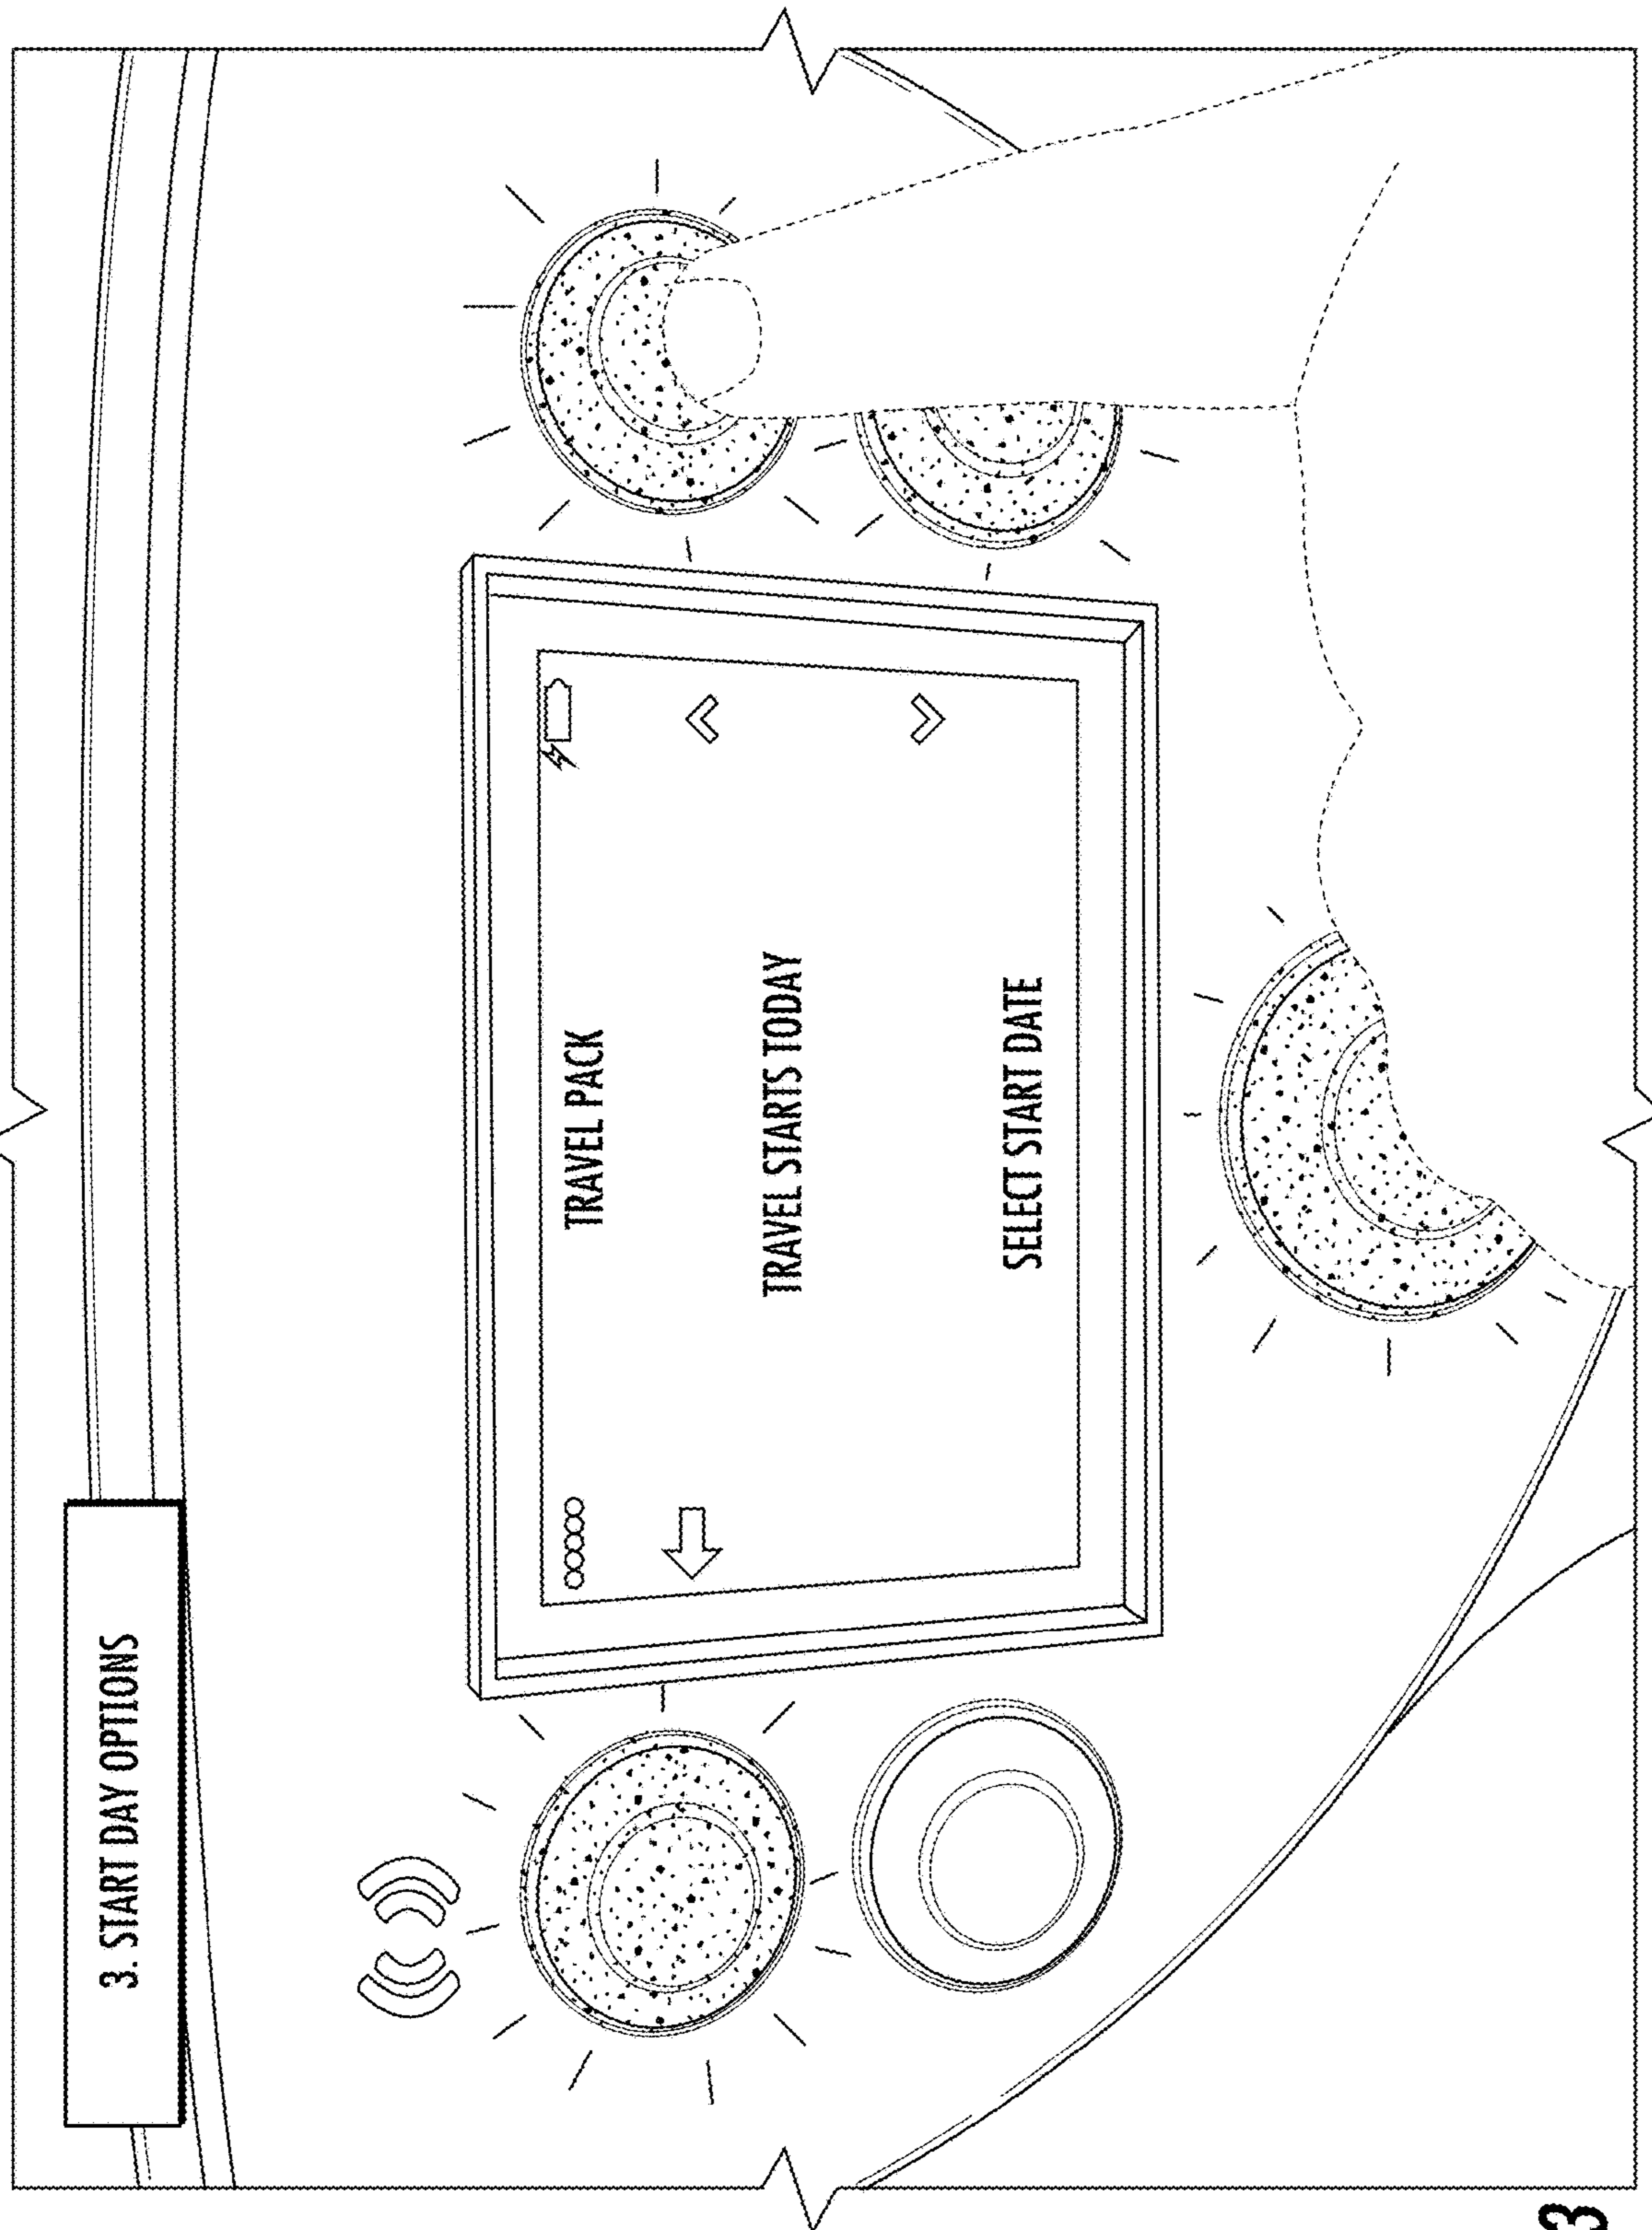 3. START DAY OPTIONS
TRAVEL PACK
TRAVEL STARTS TODAY
SELECT START DATE
3